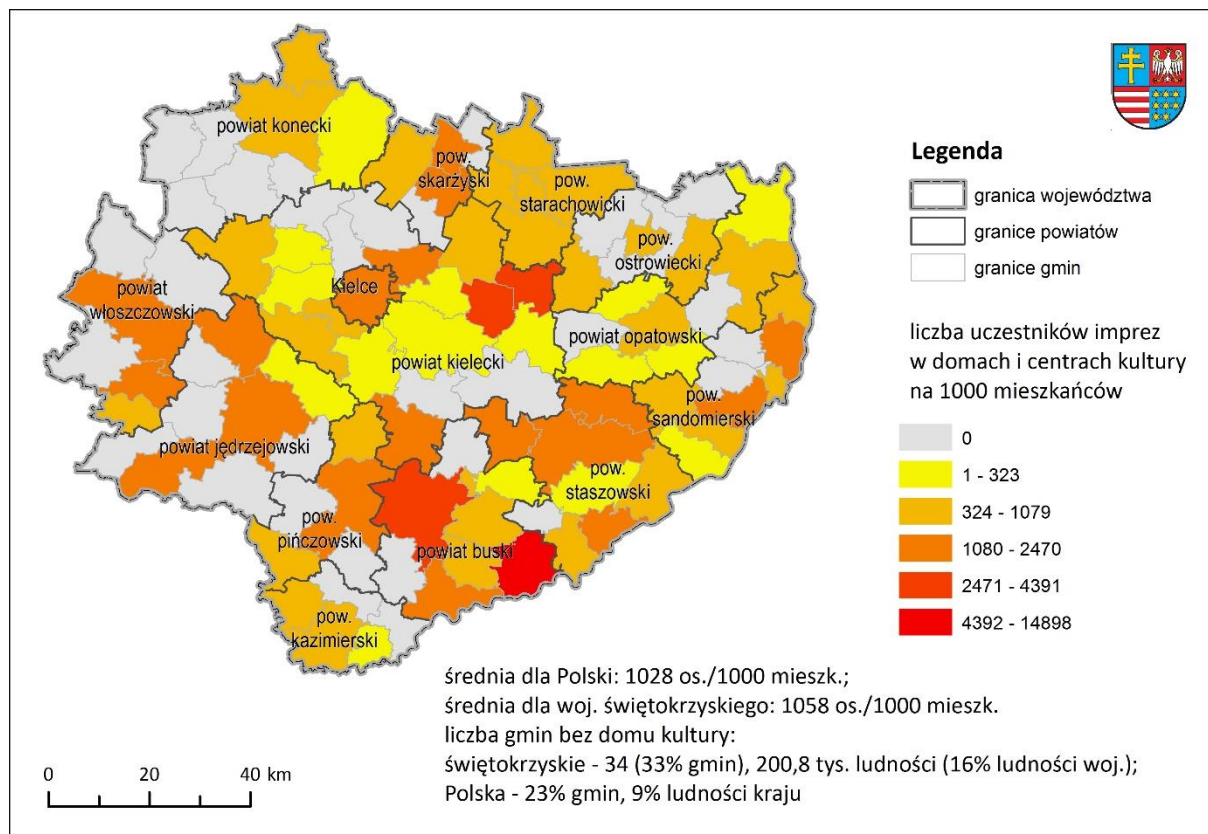 powiat konecki
pow.
skarżyski
pow.
starachowicki
pow.
ostrowiecki
powiat
włoszczowski
Kielce
powiat opatowski
powiat kielecki
pow.
sandomierski
powiat jędrzejowski
pow.
staszowski
pow.
pińczowski
powiat buski
pow.
kazimierski
Legenda
granica województwa
granice powiatów
granice gmin
liczba uczestników imprez
w domach i centrach kultury
na 1000 mieszkańców
0
1 - 323
324 - 1079
1080 - 2470
2471 - 4391
4392 - 14898
średnia dla Polski: 1028 os./1000 mieszk.;
średnia dla woj. świętokrzyskiego: 1058 os./1000 mieszk.
liczba gmin bez domu kultury:
świętokrzyskie - 34 (33% gmin), 200,8 tys. ludności (16% ludności woj.);
Polska - 23% gmin, 9% ludności kraju
0 20 40 km